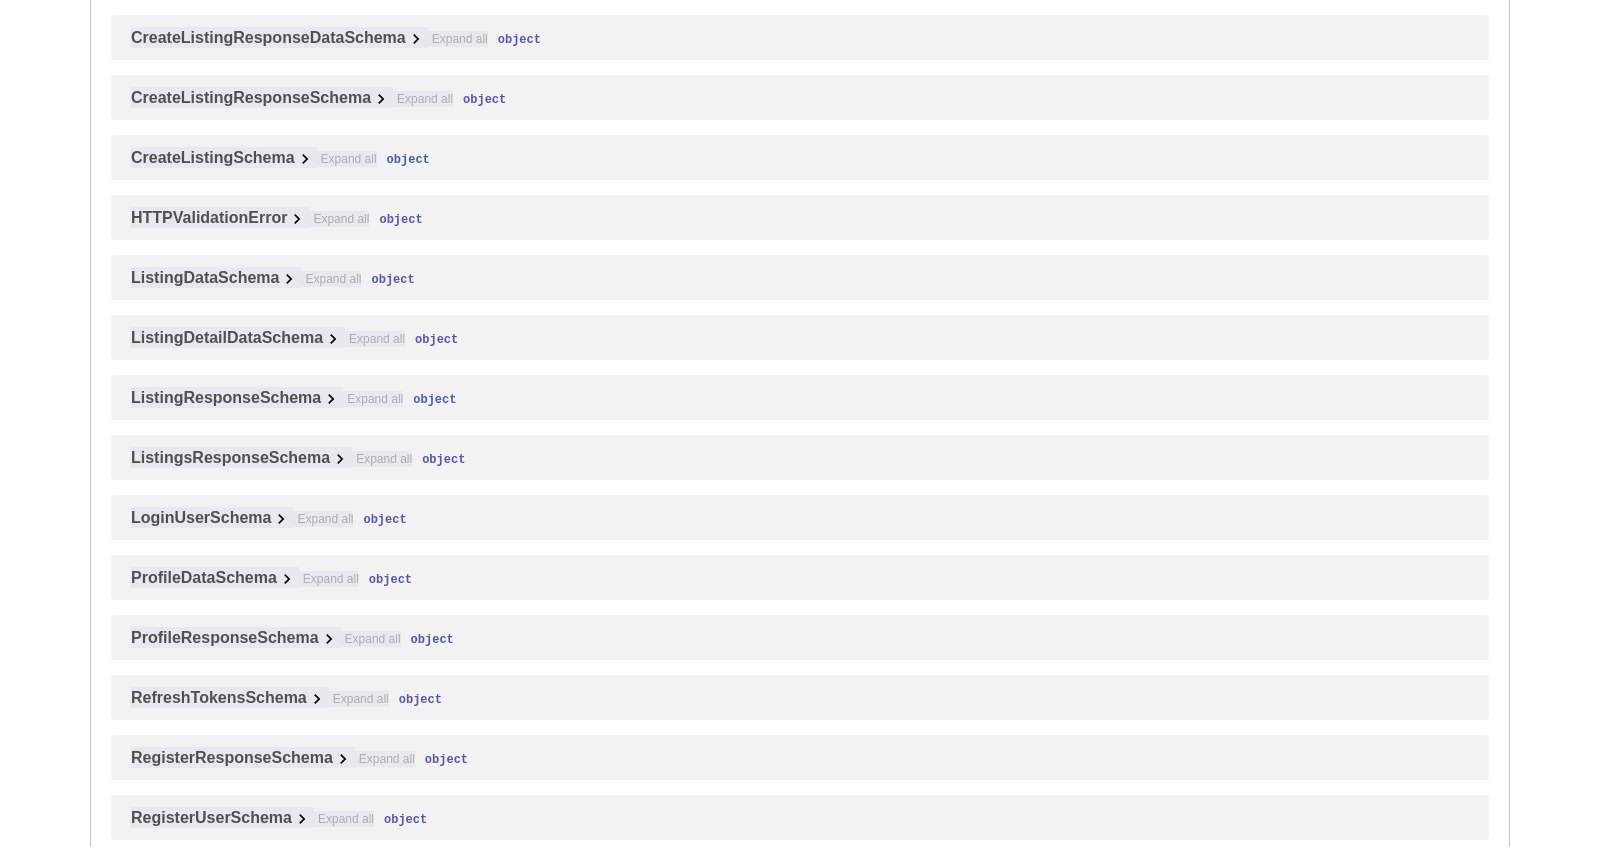 CreateListingResponseDataSchema Expand all object
CreateListingResponseSchema Expand all object
CreateListingSchema Expand all object
HTTPValidationError Expand all object
ListingDataSchema Expand all object
ListingDetailDataSchema Expand all object
ListingResponseSchema Expand all object
ListingsResponseSchema Expand all object
LoginUserSchema Expand all object
ProfileDataSchema Expand all object
ProfileResponseSchema Expand all object
RefreshTokensSchema Expand all object
RegisterResponseSchema Expand all object
RegisterUserSchema Expand all object